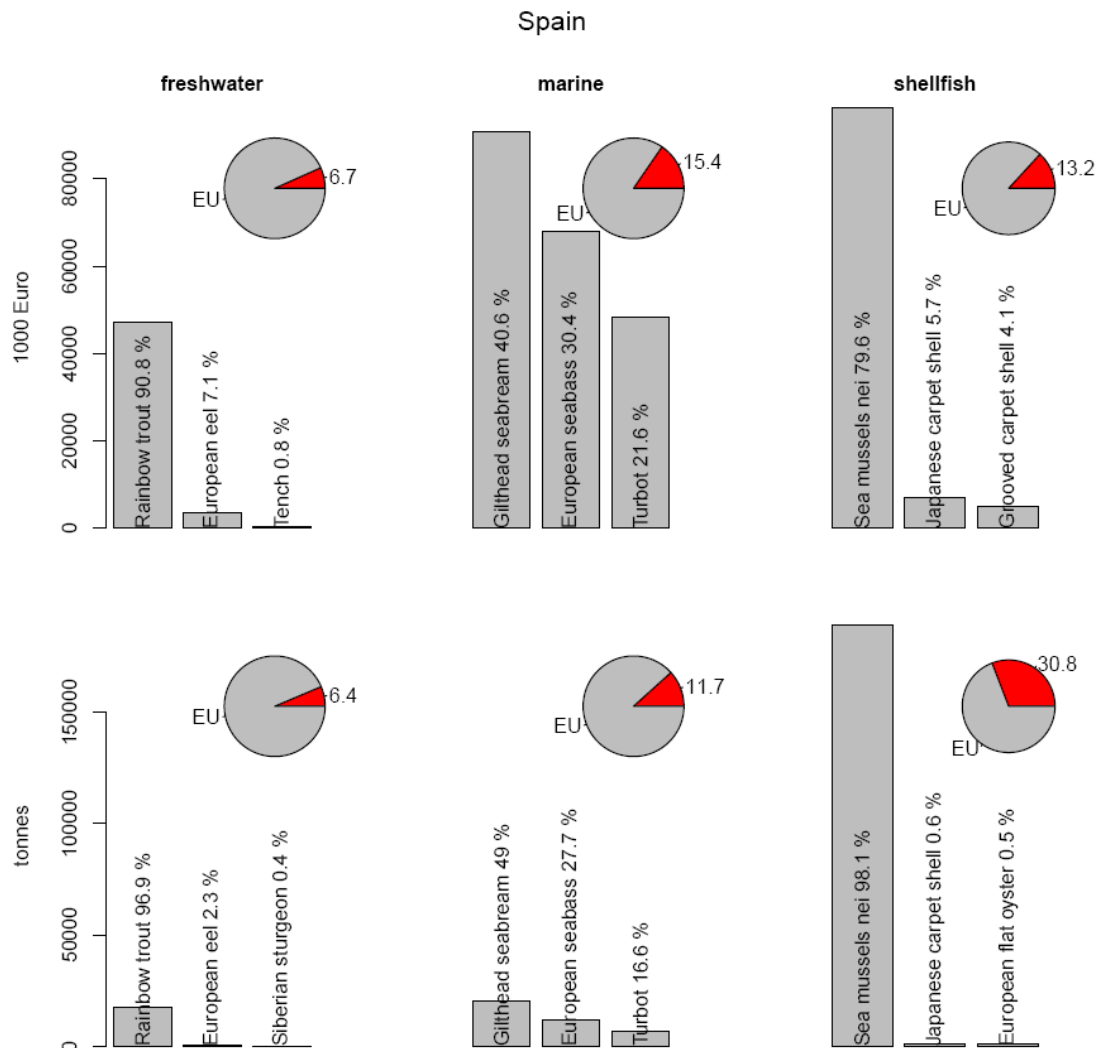 Spain
freshwater
marine
shellfish
1000 Euro
800000
60000
40000
20000
0
Rainbow trout 90.8 %
European eel 7.1 %
Tench 0.8 %
EU
6.7
Gilthead seabream 40.6 %
European seabass 30.4 %
Turbot 21.6 %
EU
15.4
Sea mussels nei 79.6 %
Japanese carpet shell 5.7 %
Grooved carpet shell 4.1 %
EU
13.2
tonnes
150000
100000
50000
0
Rainbow trout 96.9 %
European eel 2.3 %
Siberian sturgeon 0.4 %
EU
6.4
Gilthead seabream 49 %
European seabass 27.7 %
Turbot 16.6 %
EU
11.7
Sea mussels nei 98.1 %
Japanese carpet shell 0.6 %
European flat oyster 0.5 %
EU
30.8